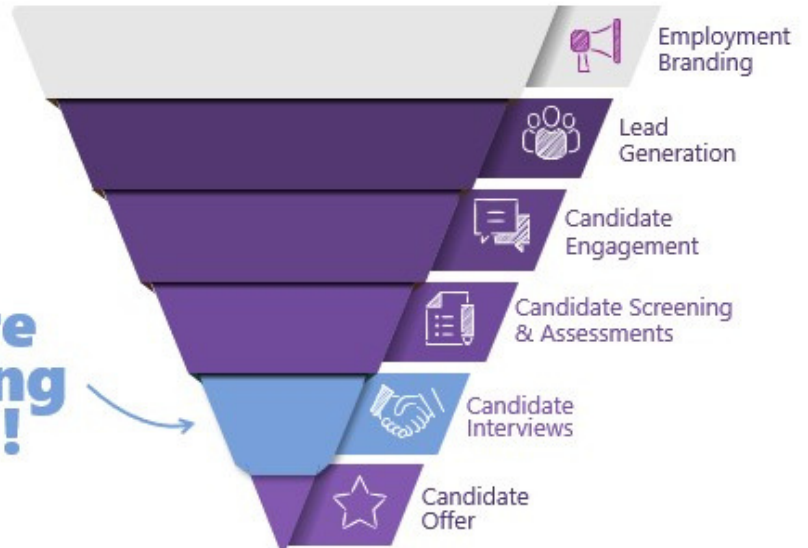 Employment
Branding
Lead
Generation
Candidate
Engagement
Candidate Screening
& Assessments
Candidate
Interviews
Candidate
Offer